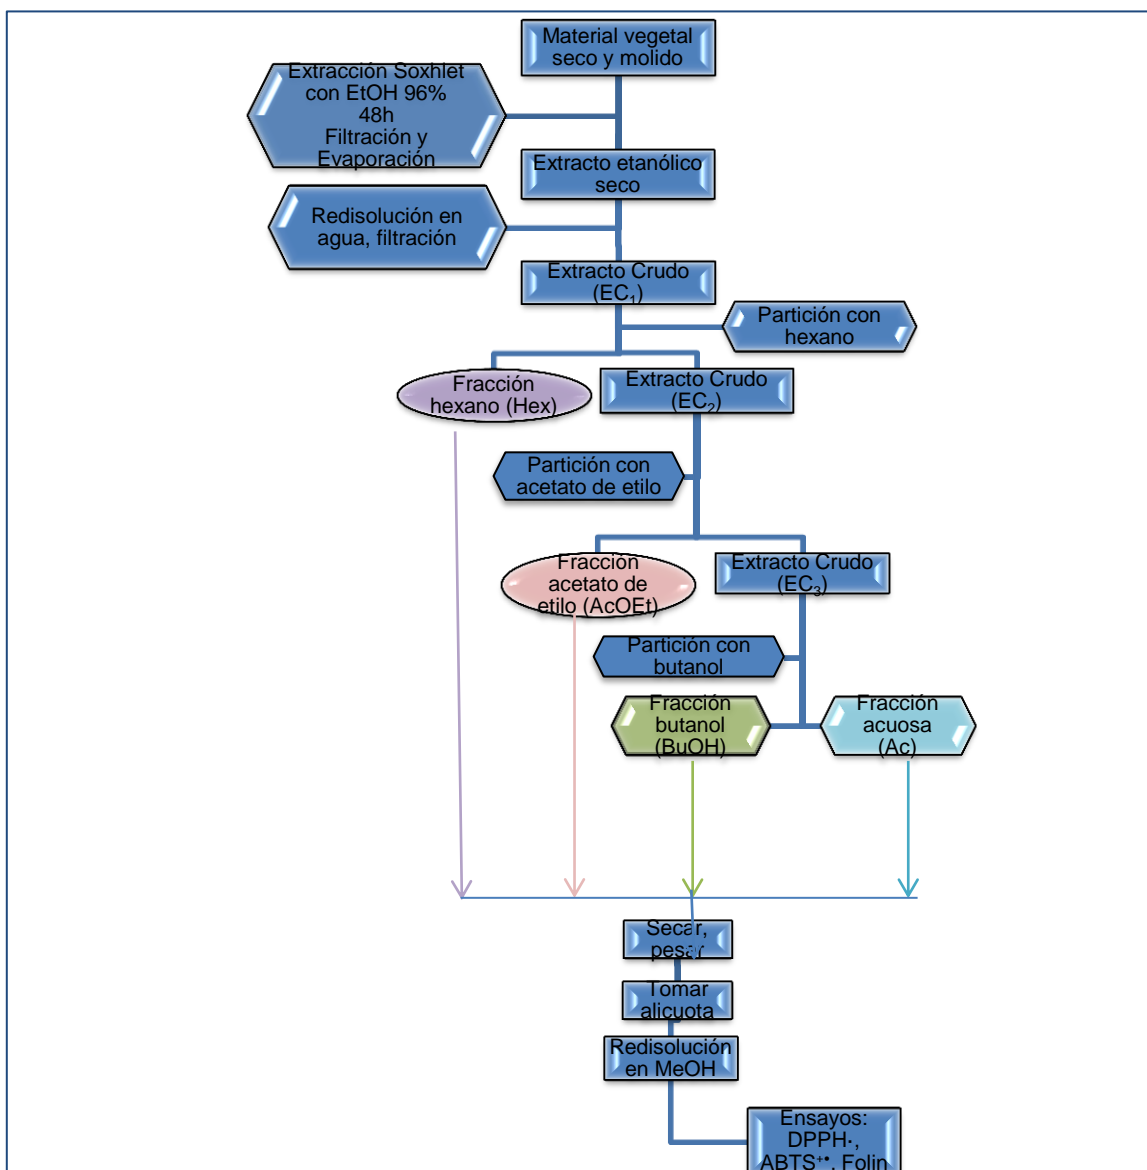 Material vegetal
seco y molido
Extracción Soxhlet
con EtOH 96%
48h
Filtración y
Evaporación
Extracto etanólico
seco
Redisolución en
agua, filtración
Extracto Crudo
(EC₁)
Partición con
hexano
Fracción
hexano (Hex)
Extracto Crudo
(EC₂)
Partición con
acetato de etilo
Fracción
acetato de
etilo (AcOEt)
Extracto Crudo
(EC₃)
Partición con
butanol
Fracción
butanol
(BuOH)
Fracción
acuosa
(Ac)
Secar,
pesar
Tomar
alicuota
Redisolución
en MeOH
Ensayos:
DPPH·,
ABTS⁺•, Folin